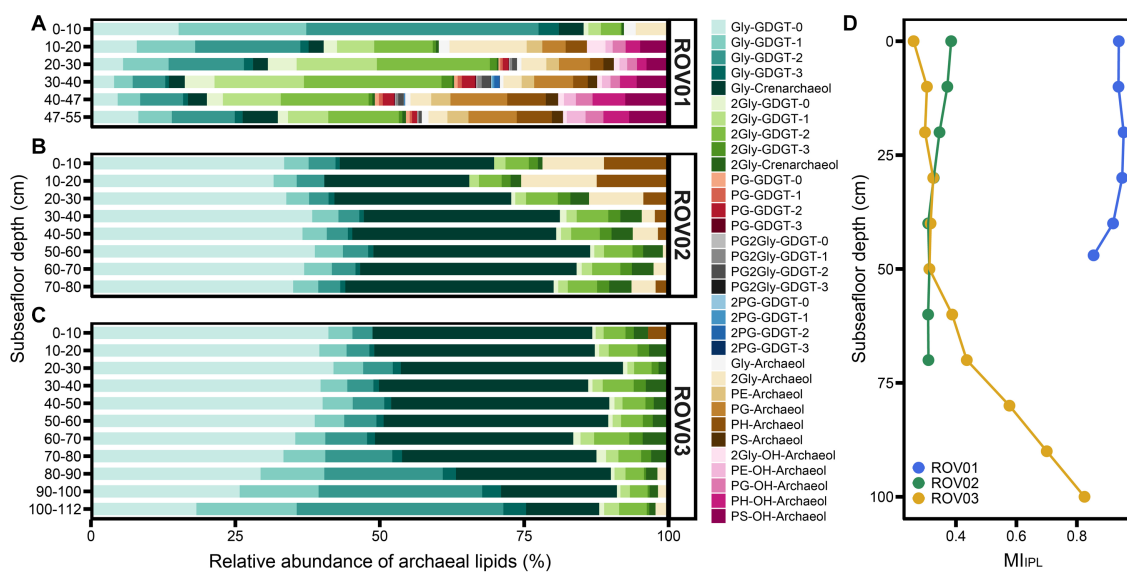 A
0-10
10-20
20-30
30-40
40-47
47-55
ROV01
B
0-10
10-20
20-30
30-40
40-50
50-60
60-70
70-80
ROV02
C
0-10
10-20
20-30
30-40
40-50
50-60
60-70
70-80
80-90
90-100
100-112
ROV03
Subseafloor depth (cm)
0
25
50
75
100
Relative abundance of archaeal lipids (%)
Gly-GDGT-0
Gly-GDGT-1
Gly-GDGT-2
Gly-GDGT-3
Gly-Crenarchaeol
2Gly-GDGT-0
2Gly-GDGT-1
2Gly-GDGT-2
2Gly-GDGT-3
2Gly-Crenarchaeol
PG-GDGT-0
PG-GDGT-1
PG-GDGT-2
PG-GDGT-3
PG2Gly-GDGT-0
PG2Gly-GDGT-1
PG2Gly-GDGT-2
PG2Gly-GDGT-3
2PG-GDGT-0
2PG-GDGT-1
2PG-GDGT-2
2PG-GDGT-3
Gly-Archaeol
2Gly-Archaeol
PE-Archaeol
PG-Archaeol
PH-Archaeol
PS-Archaeol
2Gly-OH-Archaeol
PE-OH-Archaeol
PG-OH-Archaeol
PH-OH-Archaeol
PS-OH-Archaeol
D
Subseafloor depth (cm)
0
25
50
75
100
ROV01
ROV02
ROV03
0.4
0.6
0.8
MIIPL